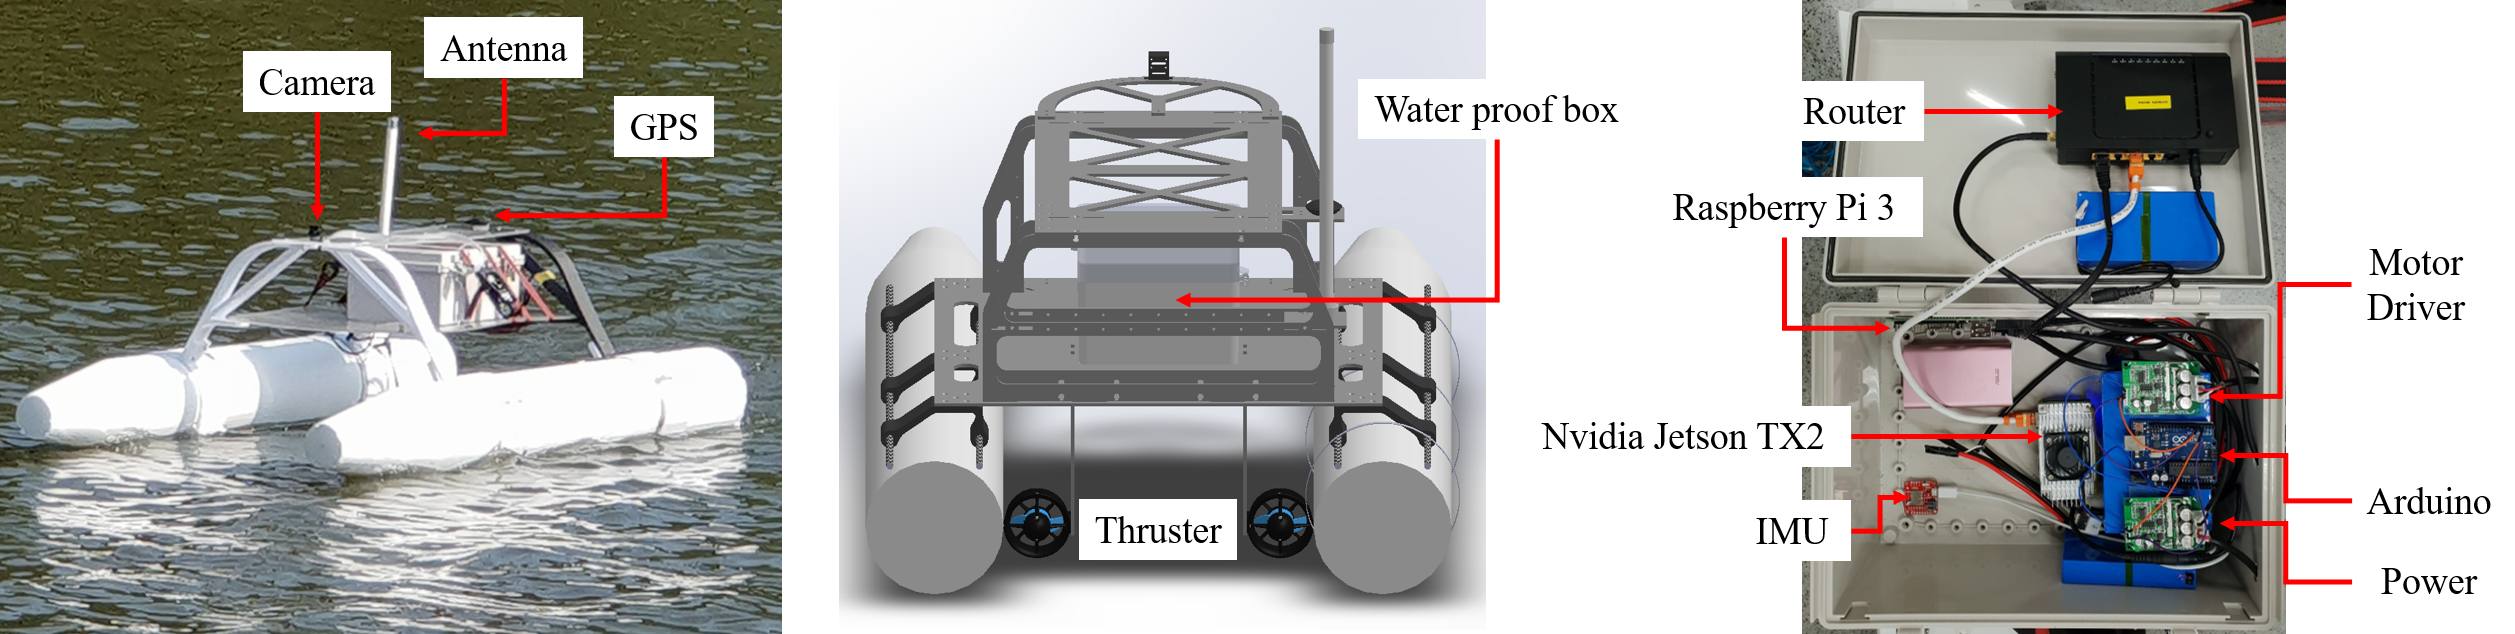 Antenna
Camera
GPS
Water proof box
Thruster
Router
Raspberry Pi 3
Motor
Driver
Nvidia Jetson TX2
Arduino
IMU
Power